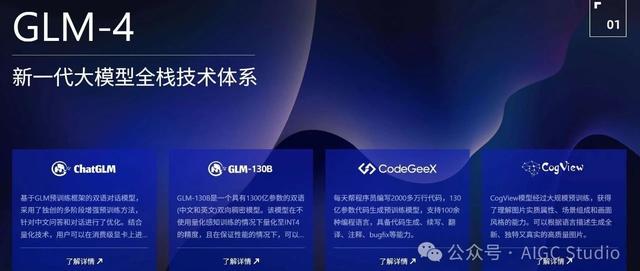 GLM-4
01
新一代大模型全栈技术体系
ChatGLM
基于GLM预训练框架的双语对话模型，
采用了独创的多阶段增强预训练方法，
针对中文问答和对话进行了优化。结合
量化技术，用户可以在消费级显卡上进...
了解详情
GLM-130B
GLM-130B是一个具有1300亿参数的双语
(中文和英文)双向稠密模型。该模型在不
使用量化感知训练的情况下量化至INT4
的精度，且在保证性能的情况下，可以...
了解详情
CodeGeeX
每天帮程序员编写2000多万行代码，130
亿参数代码生成预训练模型，支持100余
种编程语言，具备代码生成、续写、翻
译、注释、bugfix等能力。
了解详情
CogView
CogView模型经过大规模预训练，获得
了理解图片实质属性、场景组成和画面
风格的能力。可以根据语言描述生成全
新、独特又真实的高质量图片。
了解详情
公众号 · AIGC Studio